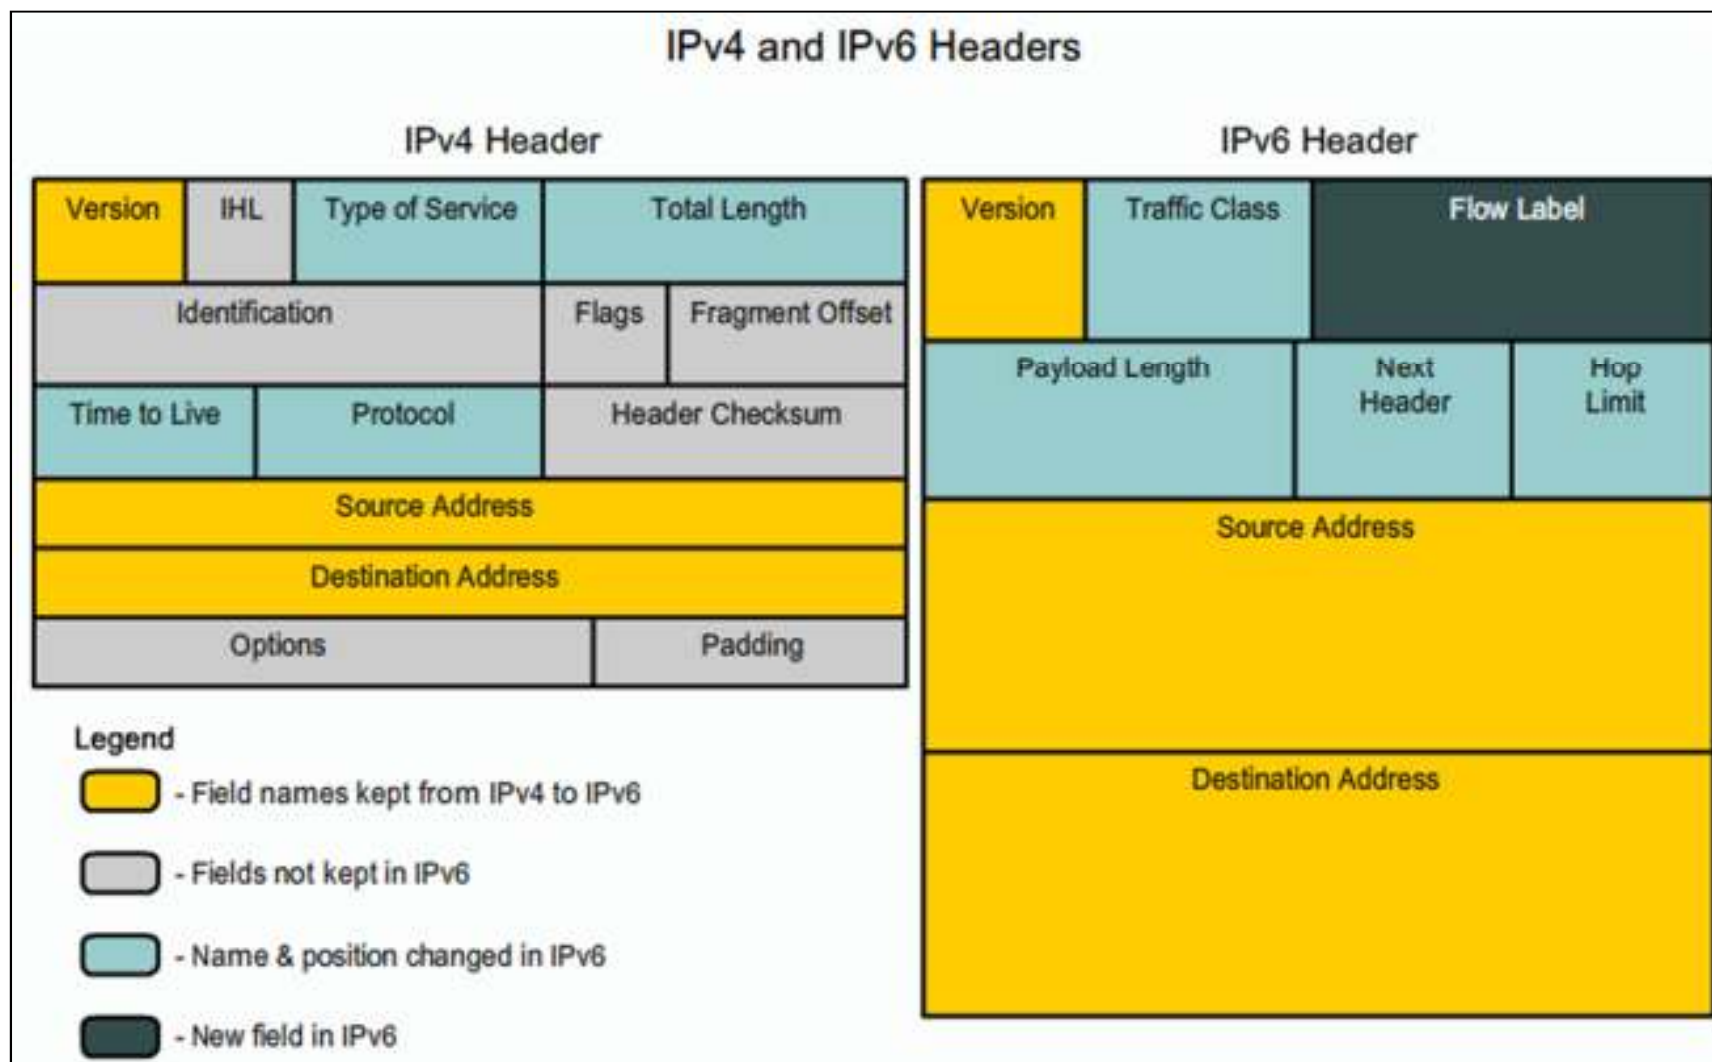 IPv4 and IPv6 Headers
IPv4 Header
Version IHL Type of Service Total Length
Identification Flags Fragment Offset
Time to Live Protocol Header Checksum
Source Address
Destination Address
Options Padding
Legend
- Field names kept from IPv4 to IPv6
- Fields not kept in IPv6
- Name & position changed in IPv6
- New field in IPv6
IPv6 Header
Version Traffic Class Flow Label
Payload Length Next Hop
Header Limit
Source Address
Destination Address